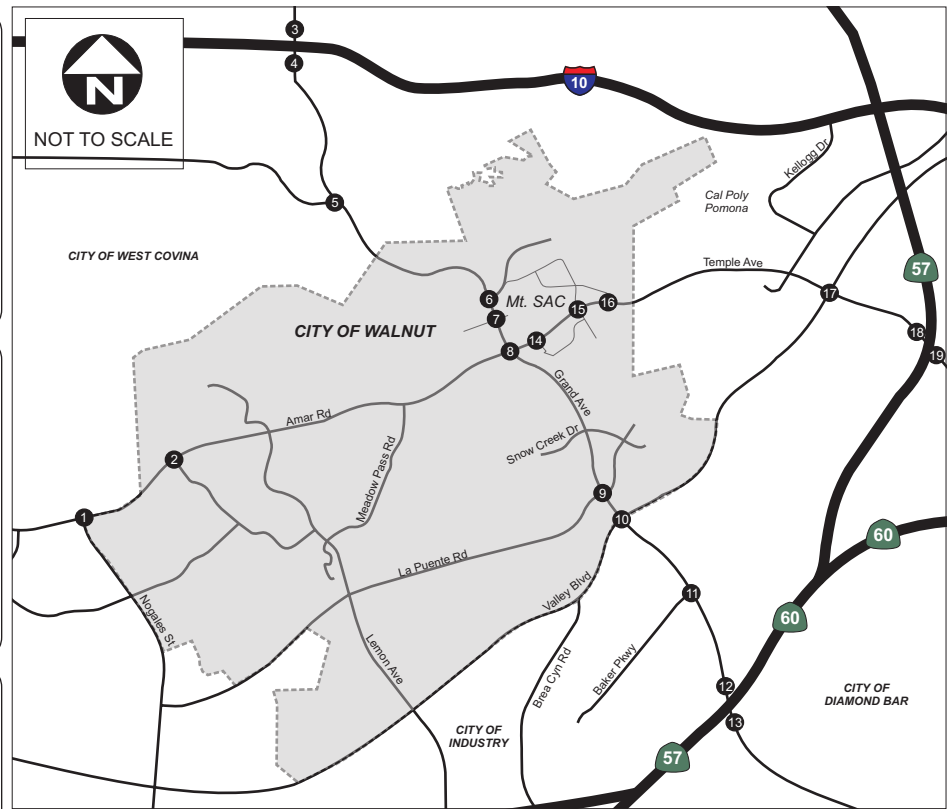 N
NOT TO SCALE
3
4
10
Kellogg Dr
Cal Poly
Pomona
5
CITY OF WEST COVINA
Temple Ave
57
6
Mt. SAC
15
16
17
7
CITY OF WALNUT
14
18
8
19
Grand Ave
Amar Rd
Snow Creek Dr
2
Meadow Pass Rd
9
1
10
60
La Puente Rd
Valley Blvd
Nogales St
11
60
Lemon Ave
Brea Cyn Rd
Baker Pkwy
12
CITY OF
DIAMOND BAR
13
CITY OF
INDUSTRY
57